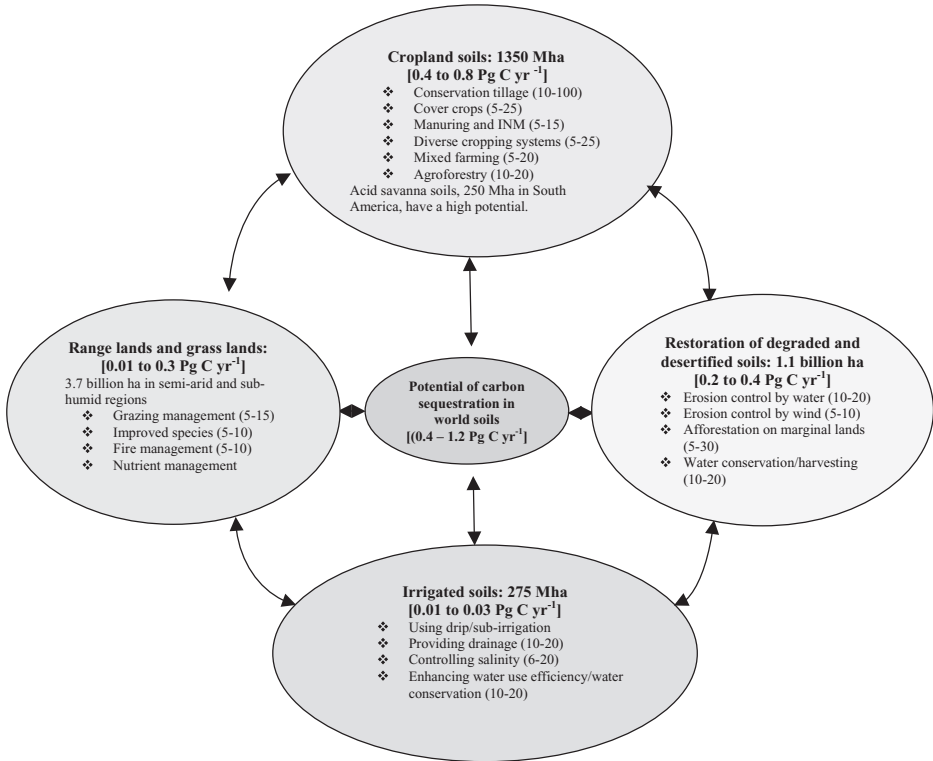 Cropland soils: 1350 Mha
[0.4 to 0.8 Pg C yr -1]
❖ Conservation tillage (10-100)
❖ Cover crops (5-25)
❖ Manuring and INM (5-15)
❖ Diverse cropping systems (5-25)
❖ Mixed farming (5-20)
❖ Agroforestry (10-20)
Acid savanna soils, 250 Mha in South
America, have a high potential.
Range lands and grass lands:
[0.01 to 0.3 Pg C yr-1]
3.7 billion ha in semi-arid and sub-
humid regions
❖ Grazing management (5-15)
❖ Improved species (5-10)
❖ Fire management (5-10)
❖ Nutrient management
Potential of carbon
sequestration in
world soils
[(0.4 – 1.2 Pg C yr-1]
Restoration of degraded and
desertified soils: 1.1 billion ha
[0.2 to 0.4 Pg C yr-1]
❖ Erosion control by water (10-20)
❖ Erosion control by wind (5-10)
❖ Afforestation on marginal lands
(5-30)
❖ Water conservation/harvesting
(10-20)
Irrigated soils: 275 Mha
[0.01 to 0.03 Pg C yr-1]
❖ Using drip/sub-irrigation
❖ Providing drainage (10-20)
❖ Controlling salinity (6-20)
❖ Enhancing water use efficiency/water
conservation (10-20)